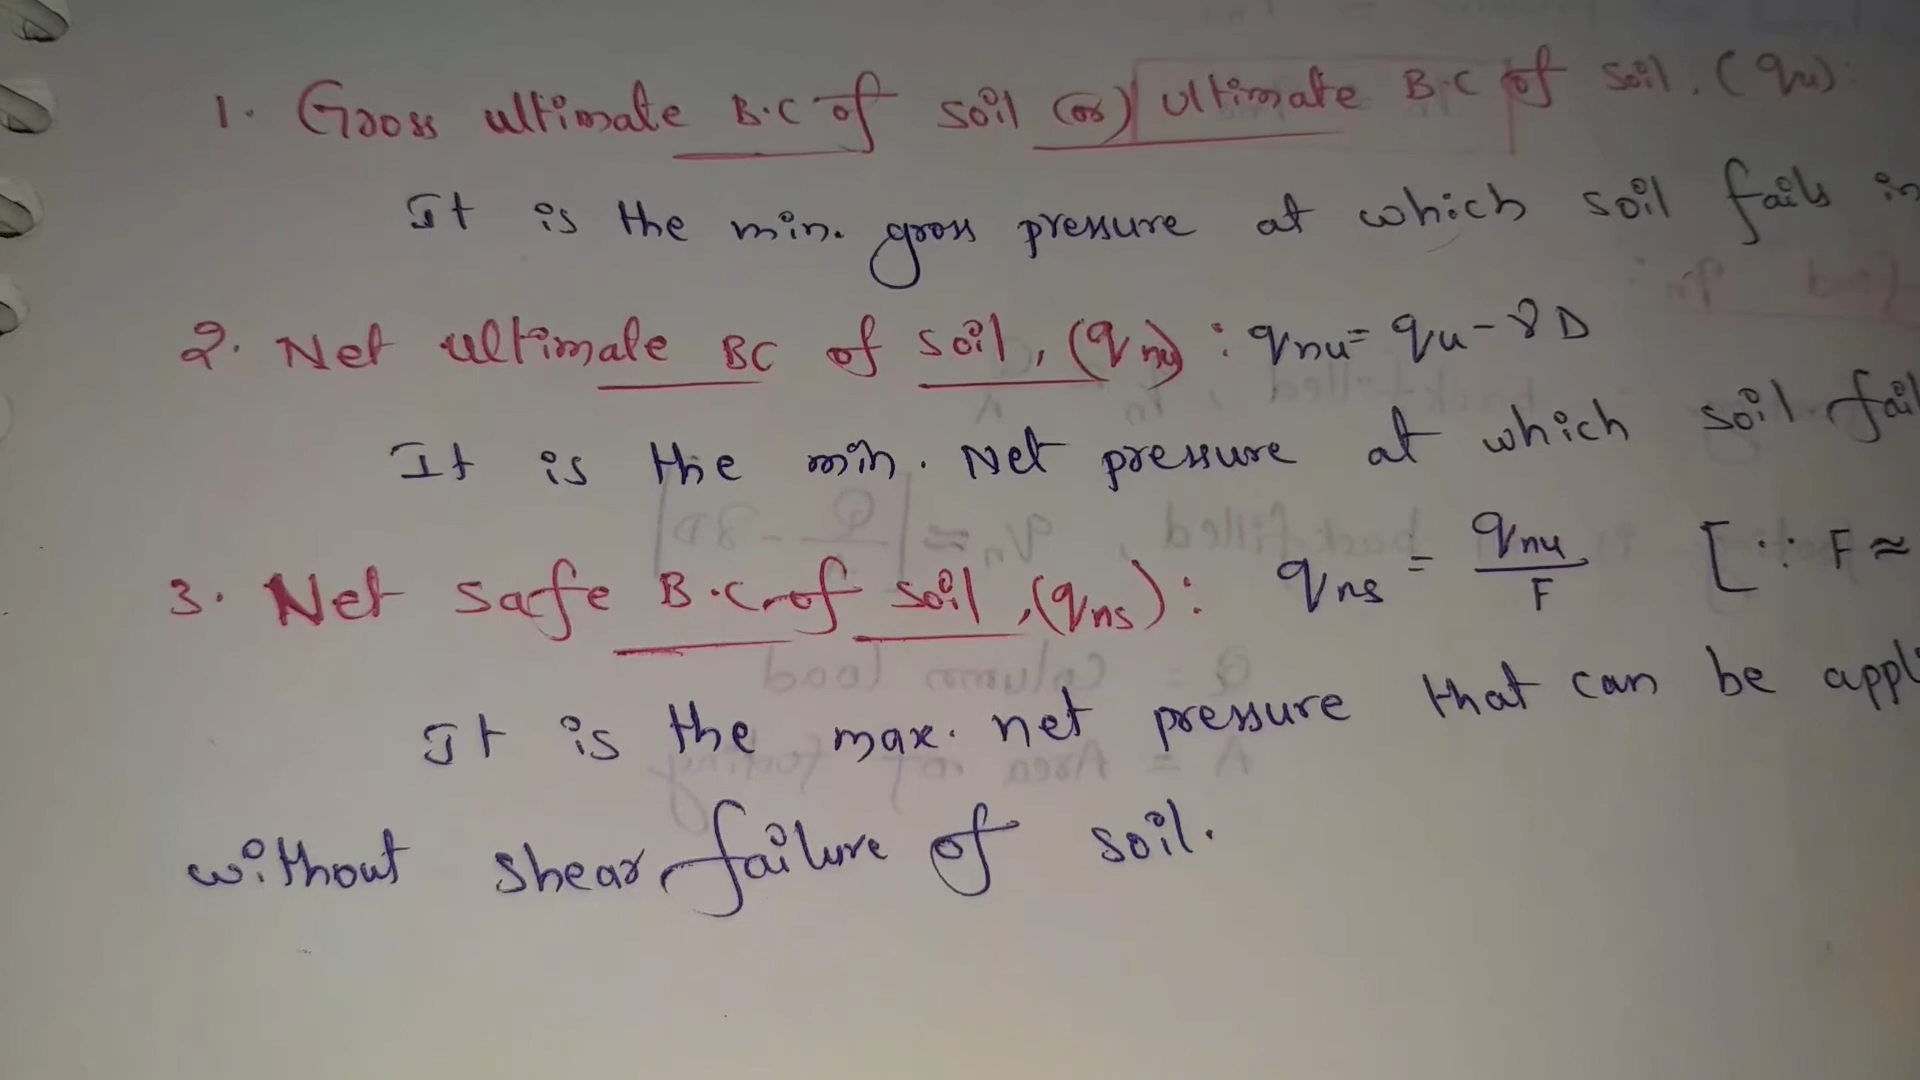 1. Gross ultimate B.C of soil (or) ultimate B.C of soil. (qu)
It is the min. gross pressure at which soil fails in
2. Net ultimate BC of soil, (qnu) : qnu = qu - γD
It is the min. Net pressure at which soil fail
3. Net safe B.C of soil, (qns) : qns = qnu / F [∵ F ≈
It is the max. net pressure that can be appli
without shear failure of soil.